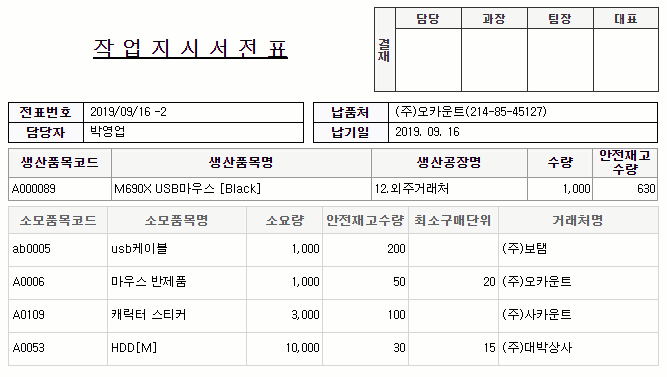 작 업 지 시 서 전 표
결재 담당 과장 팀장 대표
전표번호 2019/09/16 -2 납품처 (주)오카운트(214-85-45127)
담당자 박영업 납기일 2019. 09. 16
생산품목코드 생산품목명 생산공장명 수량 안전재고
수량
A000089 M690X USB마우스 [Black] 12.외주거래처 1,000 630
소모품목코드 소모품목명 소요량 안전재고수량 최소구매단위 거래처명
ab0005 usb케이블 1,000 200 (주)보탬
A0006 마우스 반제품 1,000 50 20 (주)오카운트
A0109 캐릭터 스티커 3,000 100 (주)사카운트
A0053 HDD[M] 10,000 30 15 (주)대박상사